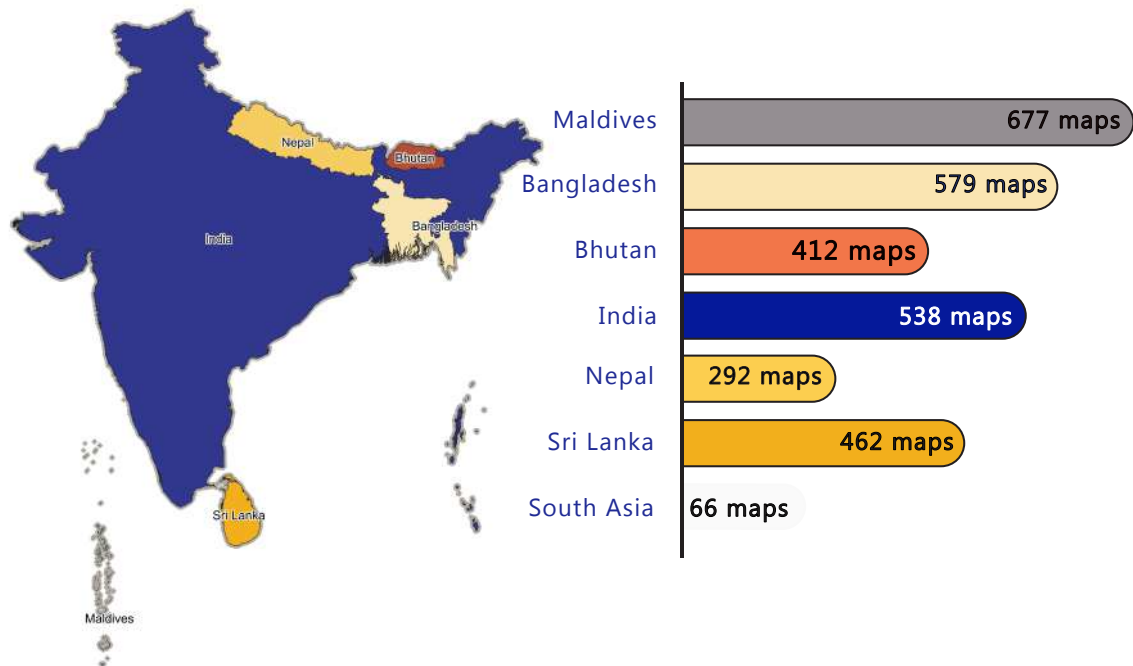 Nepal
Bhutan
India
Bangladesh
Sri Lanka
Maldives
Maldives 677 maps
Bangladesh 579 maps
Bhutan 412 maps
India 538 maps
Nepal 292 maps
Sri Lanka 462 maps
South Asia 66 maps